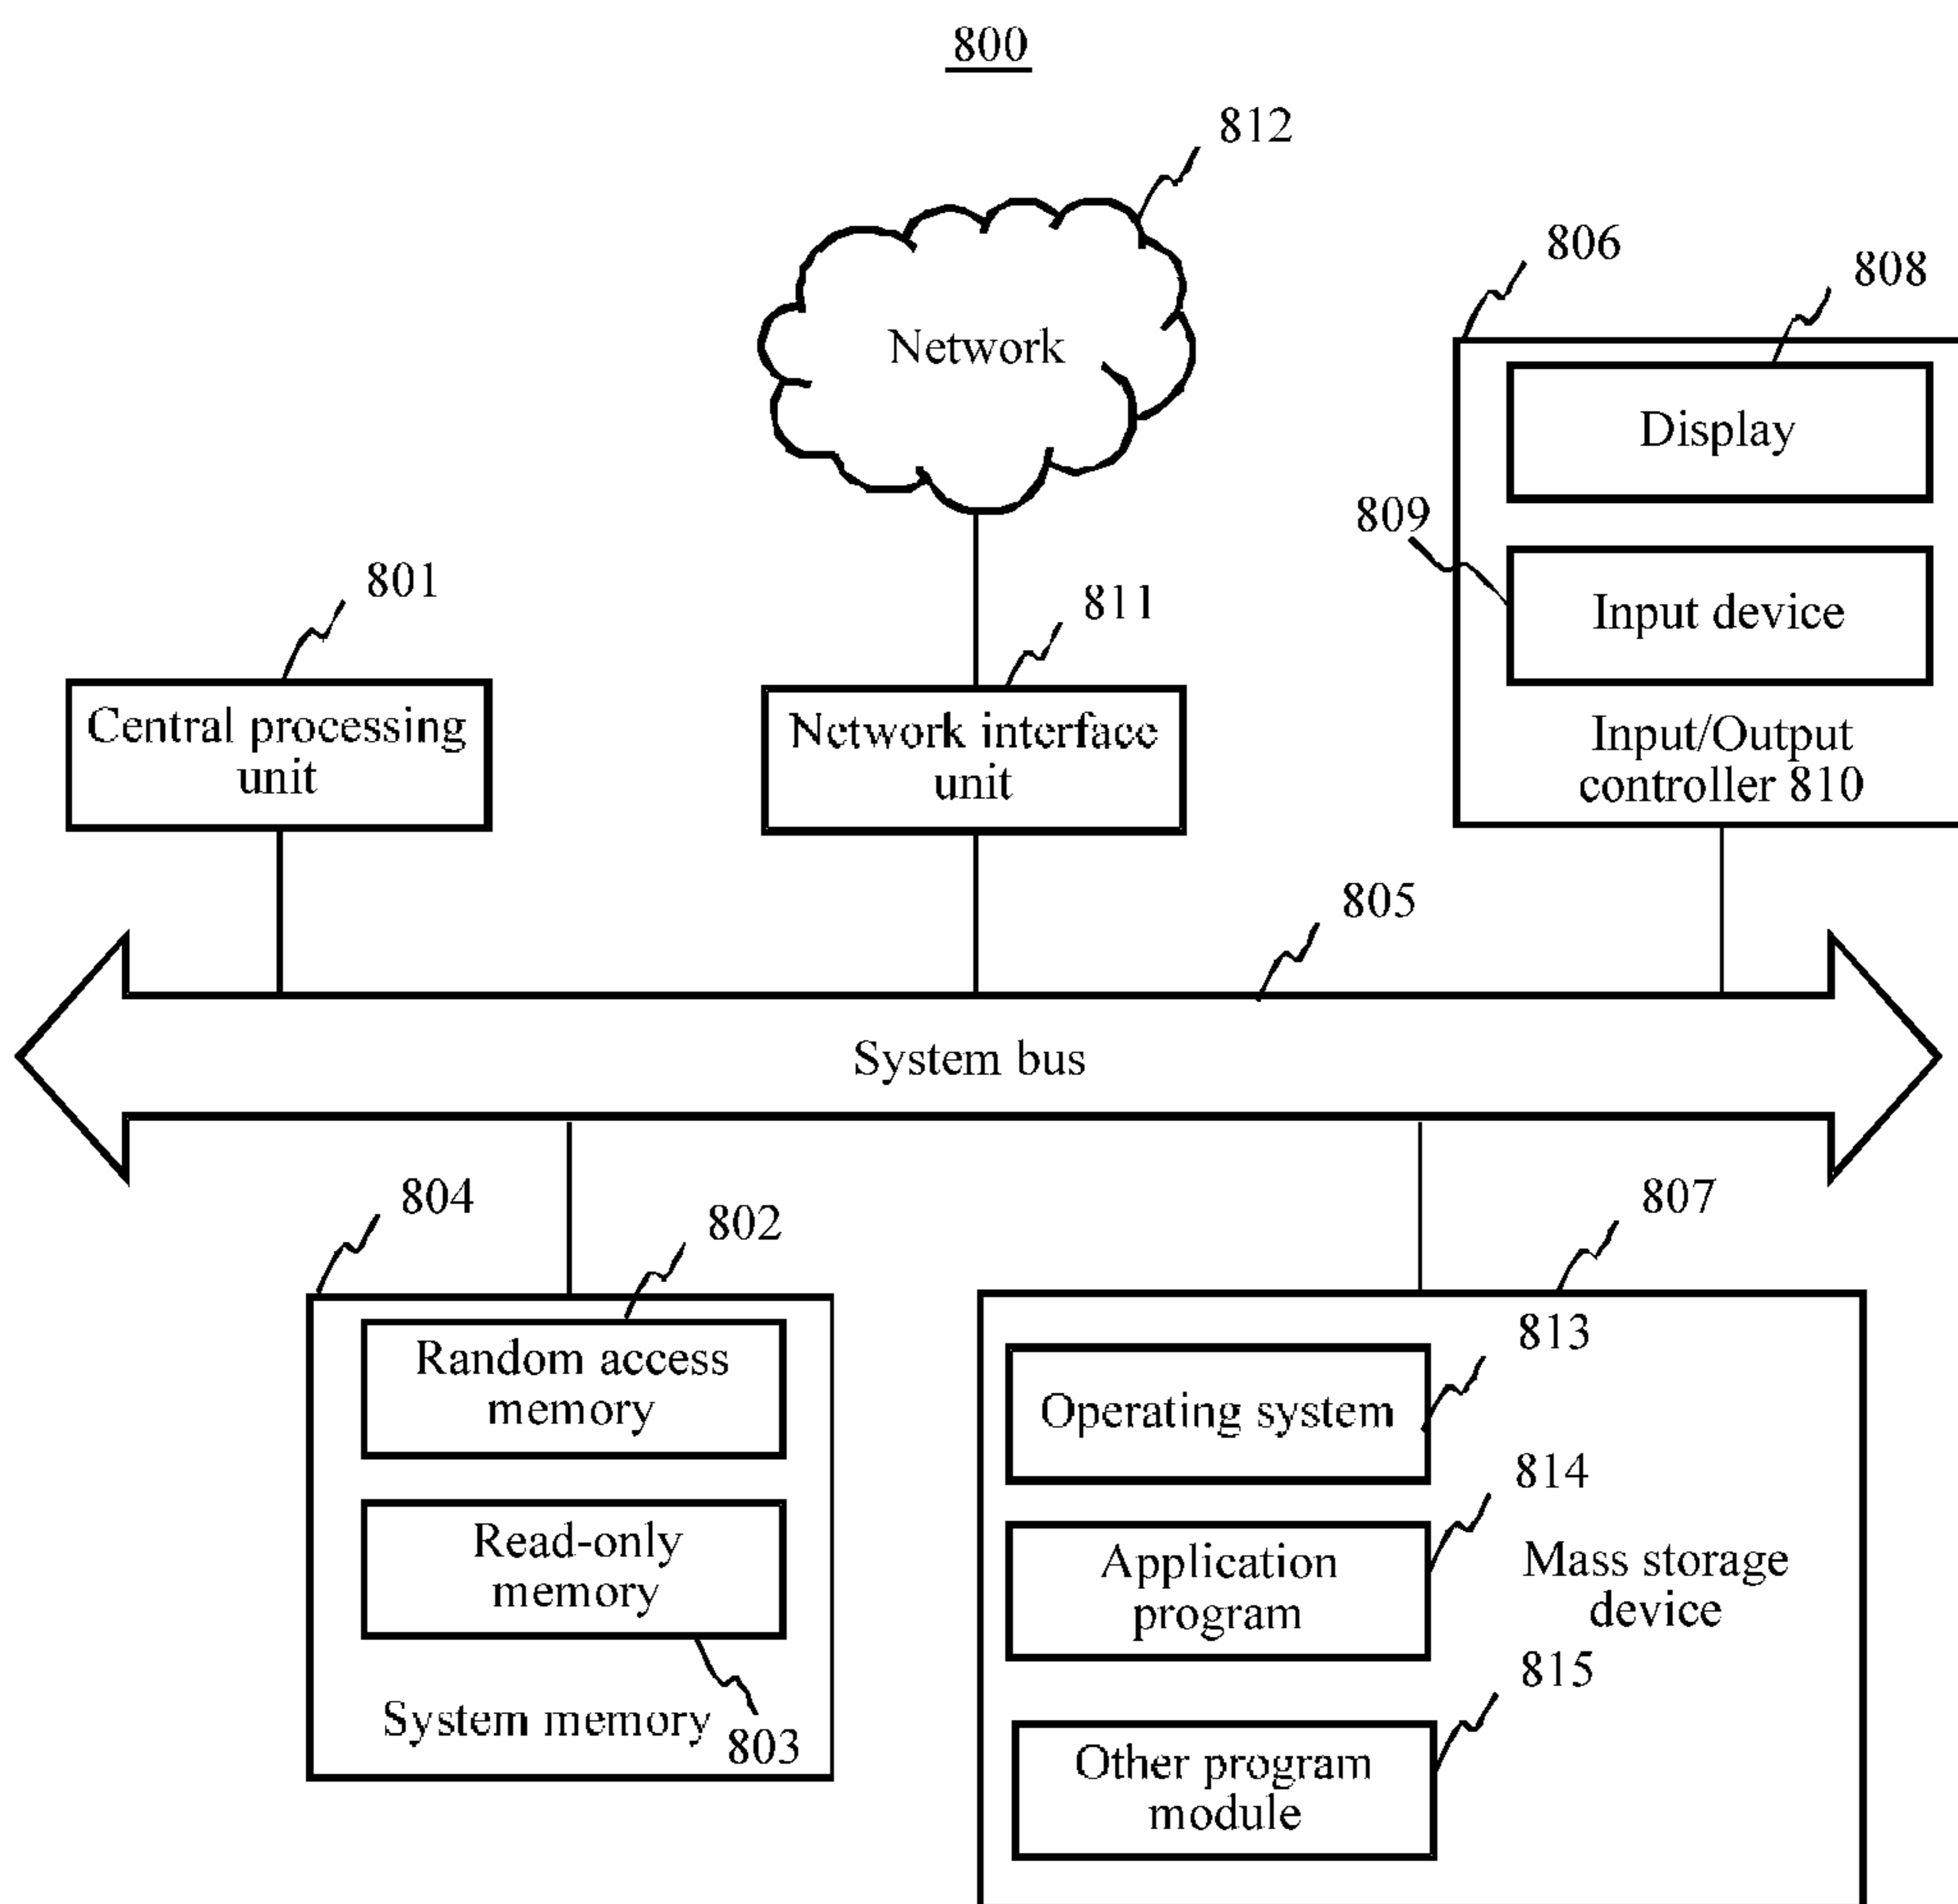 800
812
806
808
Network
Display
809
801
811
Input device
Central processing
unit
Network interface
unit
Input/Output
controller 810
805
System bus
804
802
807
Random access
memory
813
Operating system
814
Read-only
memory
Application
program
Mass storage
device
815
System memory
803
Other program
module